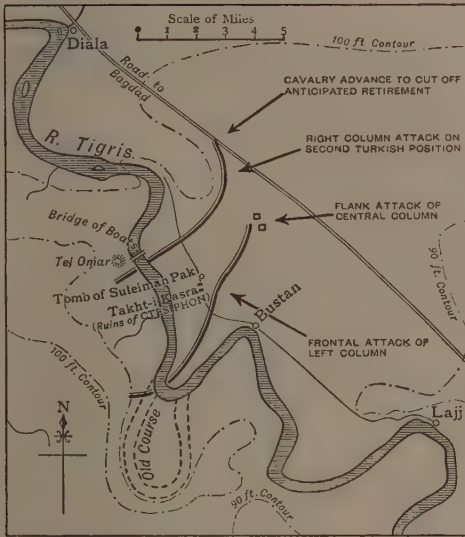 Scale of Miles
0 1 2 3 4 5
Diala
100 ft Contour
Road to
Bagdad
CAVALRY ADVANCE TO CUT OFF
ANTICIPATED RETIREMENT
RIGHT COLUMN ATTACK ON
SECOND TURKISH POSITION
R. Tigris
FLANK ATTACK OF
CENTRAL COLUMN
Bridge of Boats
Tel Omar
90 ft. Contour
Tomb of Suleiman Pak
Takht-i-Kasra
(Ruins of CTESIPHON)
Bustan
FRONTAL ATTACK OF
LEFT COLUMN
100 ft. Contour
N
Old Course
Lajj
90 ft. Contour